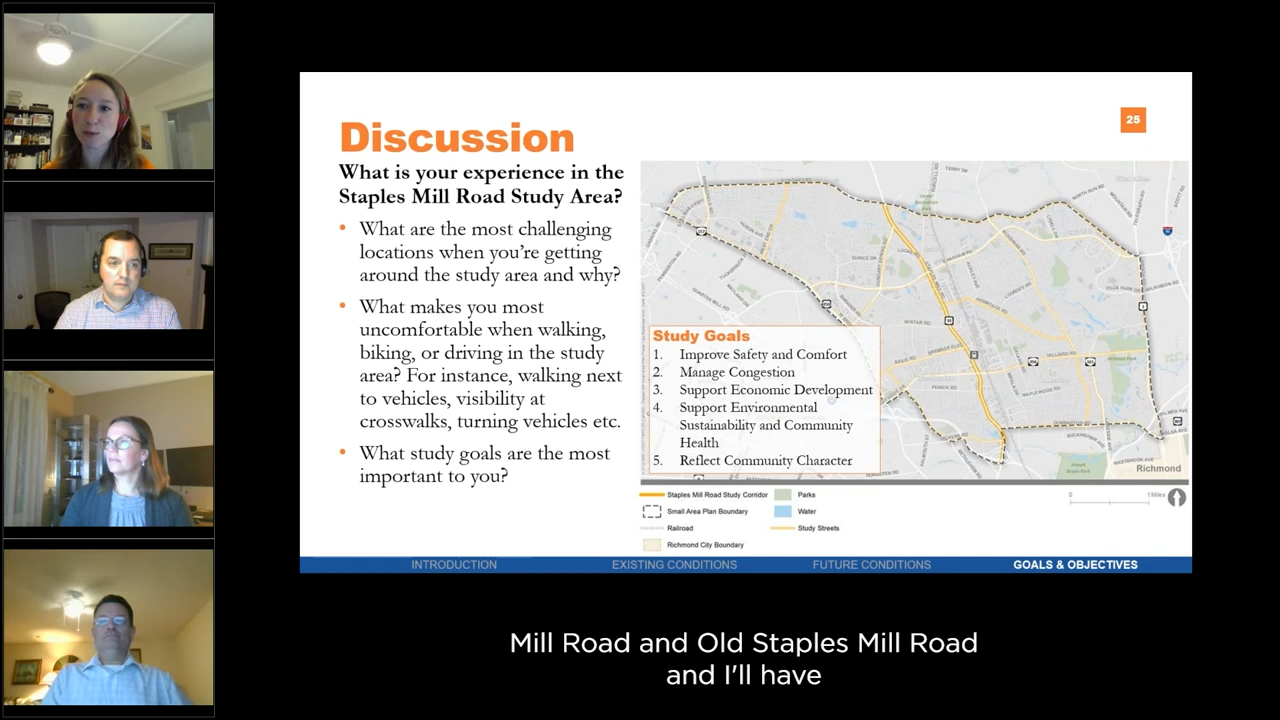 Discussion
25
What is your experience in the
Staples Mill Road Study Area?
• What are the most challenging
locations when you're getting
around the study area and why?
• What makes you most
uncomfortable when walking,
biking, or driving in the study
area? For instance, walking next
to vehicles, visibility at
crosswalks, turning vehicles etc.
• What study goals are the most
important to you?
Study Goals
1. Improve Safety and Comfort
2. Manage Congestion
3. Support Economic Development
4. Support Environmental
Sustainability and Community
Health
5. Reflect Community Character
Richmond
Staples Mill Road Study Corridor
Small Area Plan Boundary
Railroad
Richmond City Boundary
Parks
Water
Study Streets
0 1 Miles
INTRODUCTION
EXISTING CONDITIONS
FUTURE CONDITIONS
GOALS & OBJECTIVES
Mill Road and Old Staples Mill Road
and I'll have